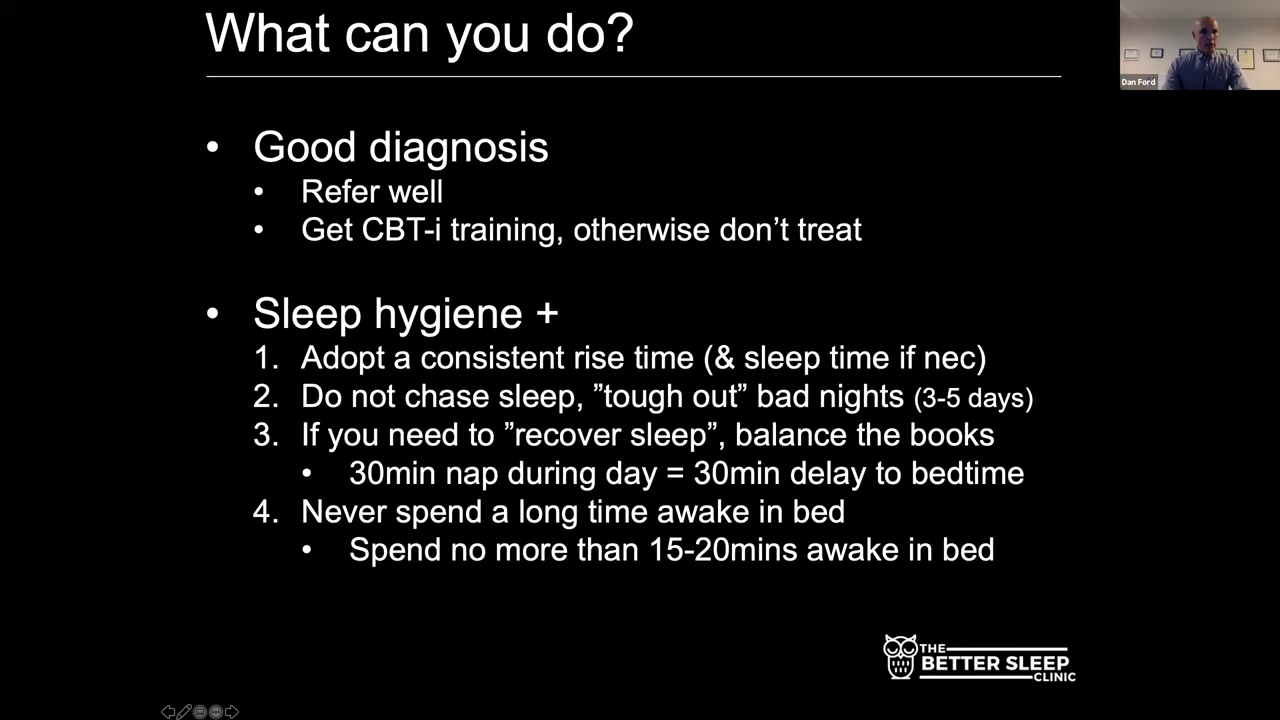 What can you do?
Dan Ford
• Good diagnosis
• Refer well
• Get CBT-i training, otherwise don’t treat
• Sleep hygiene +
1. Adopt a consistent rise time (& sleep time if nec)
2. Do not chase sleep, ”tough out” bad nights (3-5 days)
3. If you need to ”recover sleep”, balance the books
• 30min nap during day = 30min delay to bedtime
4. Never spend a long time awake in bed
• Spend no more than 15-20mins awake in bed
THE
BETTER SLEEP
CLINIC